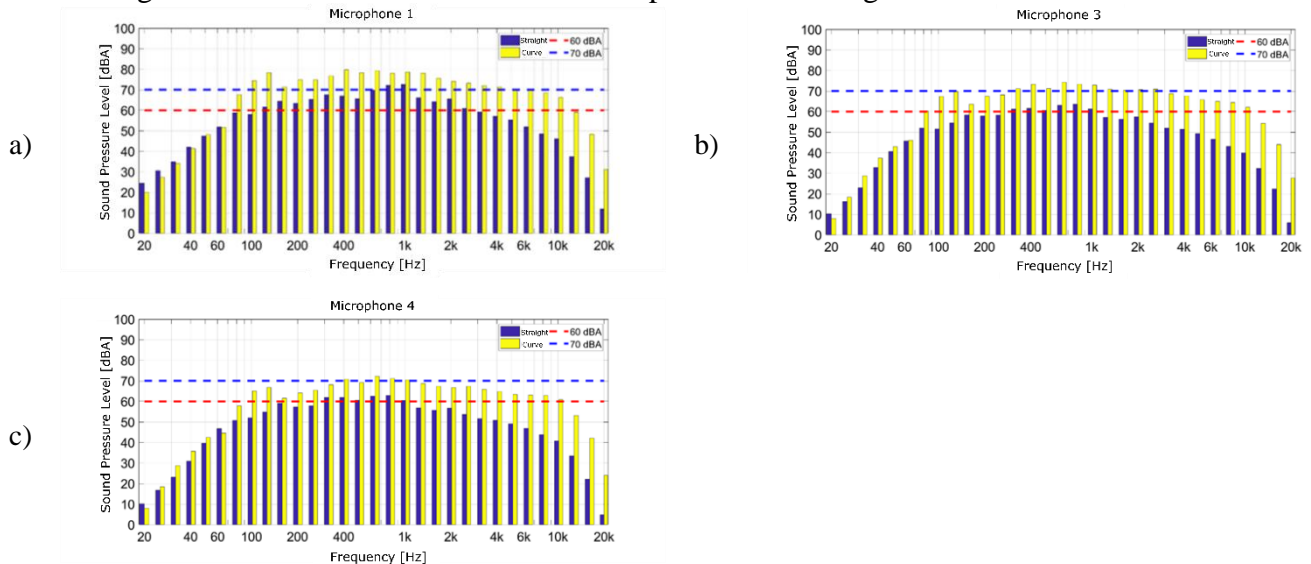 Microphone 1
Sound Pressure Level [dBA]
100
90
80
70
60
50
40
30
20
10
0
Straight 60 dBA
Curve 70 dBA
20 40 60 100 200 400 1k 2k 4k 6k 10k 20k
Frequency [Hz]
a)
Microphone 3
Sound Pressure Level [dBA]
100
90
80
70
60
50
40
30
20
10
0
Straight 60 dBA
Curve 70 dBA
20 40 60 100 200 400 1k 2k 4k 6k 10k 20k
Frequency [Hz]
b)
Microphone 4
Sound Pressure Level [dBA]
100
90
80
70
60
50
40
30
20
10
0
Straight 60 dBA
Curve 70 dBA
20 40 60 100 200 400 1k 2k 4k 6k 10k 20k
Frequency [Hz]
c)